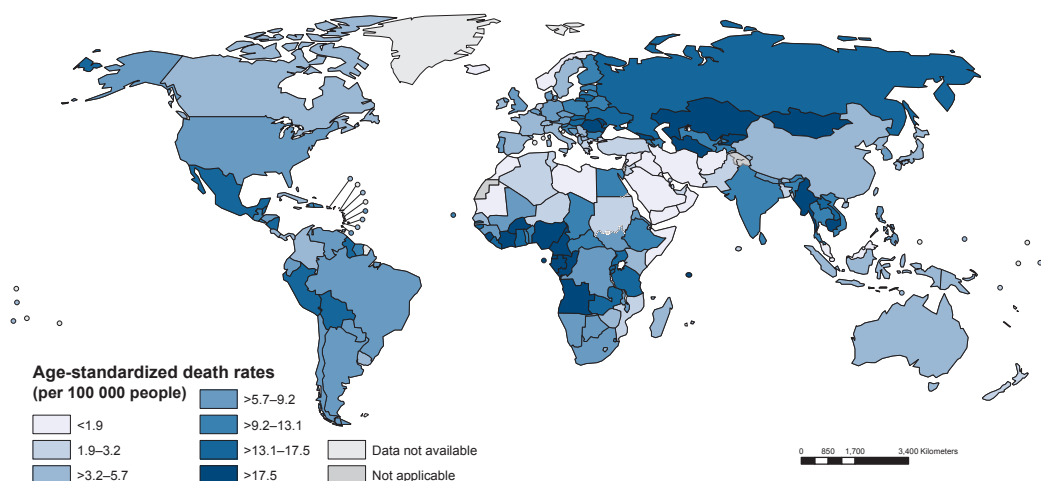 Age-standardized death rates
(per 100 000 people)
<1.9
1.9–3.2
>3.2–5.7
>5.7–9.2
>9.2–13.1
>13.1–17.5
>17.5
Data not available
Not applicable
0 850 1,700 3,400 Kilometers